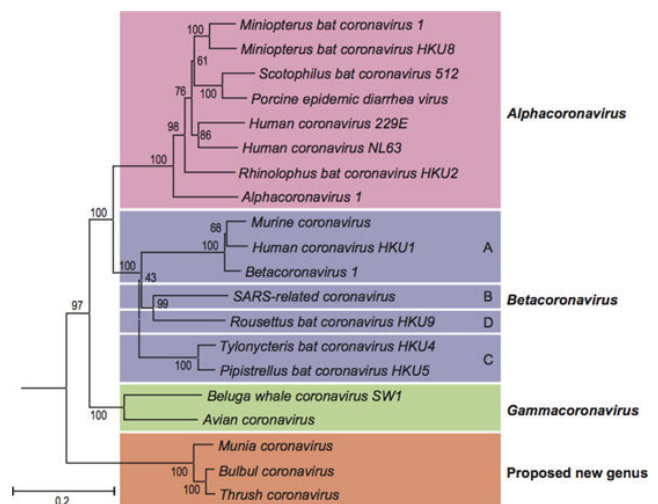 100
Miniopterus bat coronavirus 1
Miniopterus bat coronavirus HKU8
61
Scotophilus bat coronavirus 512
76
100
Porcine epidemic diarrhea virus
Alphacoronavirus
98
Human coronavirus 229E
86
Human coronavirus NL63
100
Rhinolophus bat coronavirus HKU2
Alphacoronavirus 1
100
68
Murine coronavirus
100
Human coronavirus HKU1
A
100
Betacoronavirus 1
43
SARS-related coronavirus
B
Betacoronavirus
97
99
Rousettus bat coronavirus HKU9
D
Tylonycteris bat coronavirus HKU4
C
100
Pipistrellus bat coronavirus HKU5
Beluga whale coronavirus SW1
100
Avian coronavirus
Gammacoronavirus
Munia coronavirus
100
Bulbul coronavirus
Proposed new genus
100
Thrush coronavirus
0.2